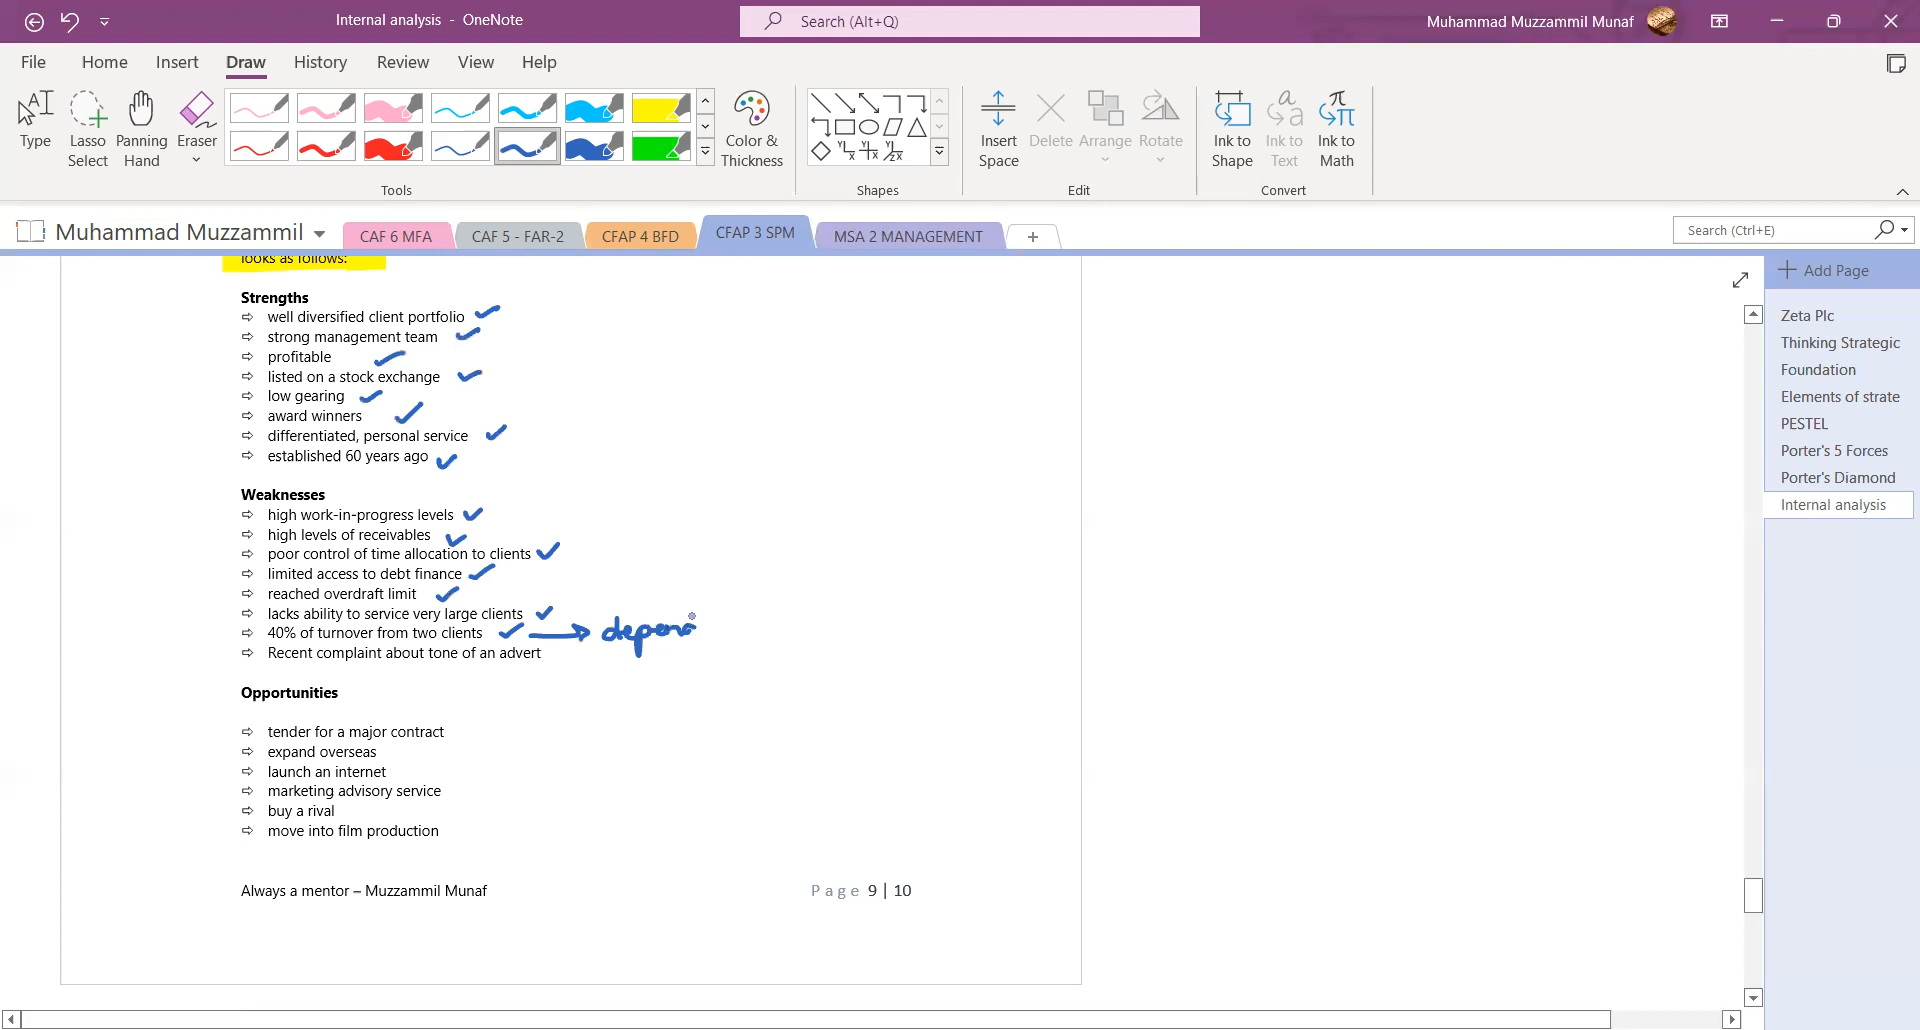 Internal analysis - OneNote
Search (Alt+Q)
Muhammad Muzzammil Munaf
File Home Insert Draw History Review View Help
Type
Lasso Select
Panning Hand
Eraser
Color & Thickness
Insert Space
Delete
Arrange
Rotate
Ink to Shape
Ink to Text
Ink to Math
Tools
Shapes
Edit
Convert
Muhammad Muzzammil
CAF 6 MFA
CAF 5 - FAR-2
CFAP 4 BFD
CFAP 3 SPM
MSA 2 MANAGEMENT
Search (Ctrl+E)
looks as follows:
Strengths
⇨ well diversified client portfolio
⇨ strong management team
⇨ profitable
⇨ listed on a stock exchange
⇨ low gearing
⇨ award winners
⇨ differentiated, personal service
⇨ established 60 years ago
Weaknesses
⇨ high work-in-progress levels
⇨ high levels of receivables
⇨ poor control of time allocation to clients
⇨ limited access to debt finance
⇨ reached overdraft limit
⇨ lacks ability to service very large clients
⇨ 40% of turnover from two clients → depen
⇨ Recent complaint about tone of an advert
Opportunities
⇨ tender for a major contract
⇨ expand overseas
⇨ launch an internet
⇨ marketing advisory service
⇨ buy a rival
⇨ move into film production
Always a mentor – Muzzammil Munaf
Page 9 | 10
Add Page
Zeta Plc
Thinking Strategic
Foundation
Elements of strate
PESTEL
Porter's 5 Forces
Porter's Diamond
Internal analysis